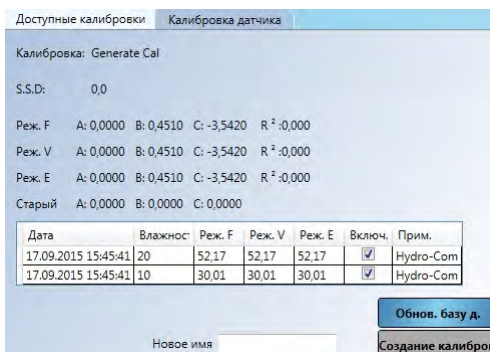 Доступные калибровки Калибровка датчика
Калибровка: Generate Cal
S.S.D: 0,0
Реж. F A: 0,0000 B: 0,4510 C: -3,5420 R ² :0,000
Реж. V A: 0,0000 B: 0,4510 C: -3,5420 R ² :0,000
Реж. E A: 0,0000 B: 0,4510 C: -3,5420 R ² :0,000
Старый A: 0,0000 B: 0,0000 C: 0,0000
Дата Влажнос Реж. F Реж. V Реж. E Включ. Прим.
17.09.2015 15:45:41 20 52,17 52,17 52,17 Hydro-Com
17.09.2015 15:45:41 10 30,01 30,01 30,01 Hydro-Com
Обнов. базу д.
Новое имя Создание калибро